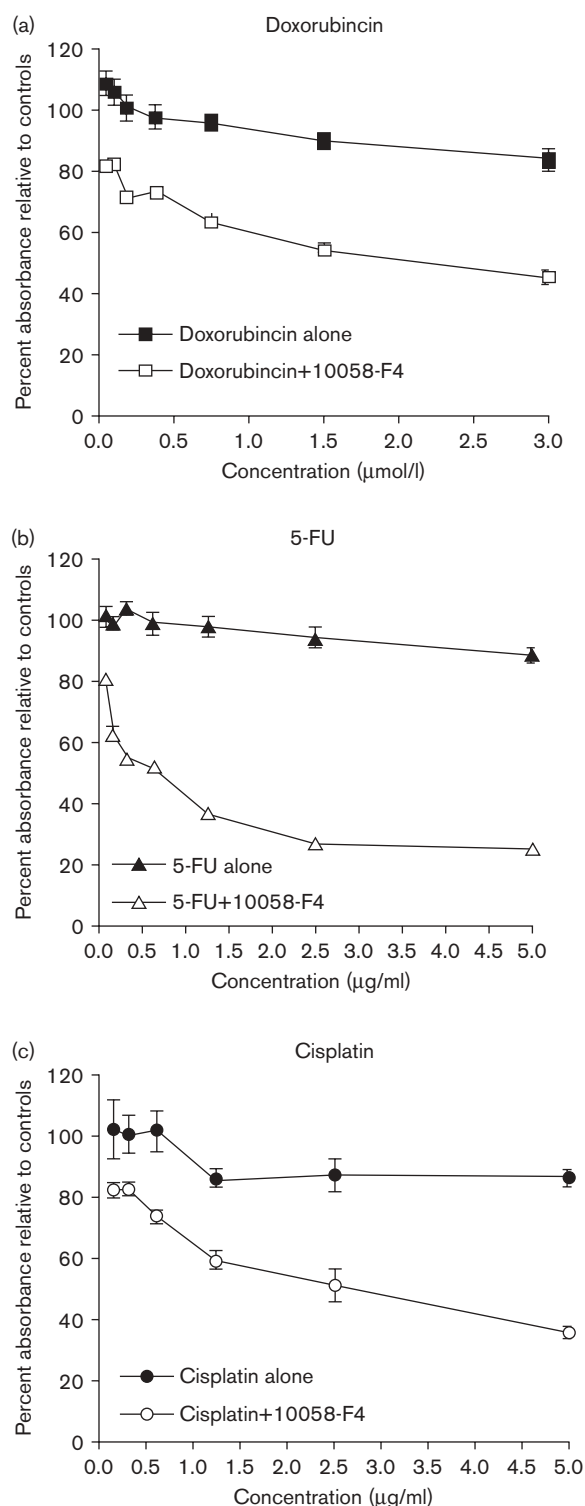 (a)
Doxorubincin
Percent absorbance relative to controls
120
100
80
60
40
20
0
Doxorubincin alone
Doxorubincin+10058-F4
0.0 0.5 1.0 1.5 2.0 2.5 3.0
Concentration (μmol/l)
(b)
5-FU
Percent absorbance relative to controls
120
100
80
60
40
20
0
5-FU alone
5-FU+10058-F4
0.0 0.5 1.0 1.5 2.0 2.5 3.0 3.5 4.0 4.5 5.0
Concentration (μg/ml)
(c)
Cisplatin
Percent absorbance relative to controls
120
100
80
60
40
20
0
Cisplatin alone
Cisplatin+10058-F4
0.0 0.5 1.0 1.5 2.0 2.5 3.0 3.5 4.0 4.5 5.0
Concentration (μg/ml)